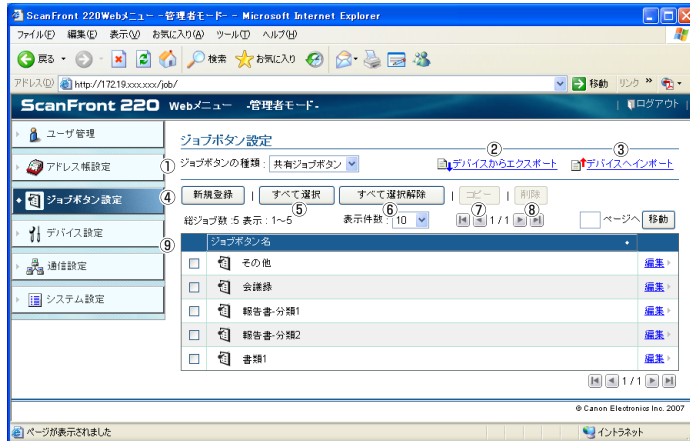 ScanFront 220Webメニュー -管理者モード- - Microsoft Internet Explorer
ファイル(F) 編集(E) 表示(V) お気に入り(A) ツール(T) ヘルプ(H)
戻る 検索 お気に入り
アドレス(D) http://172.19.xxx.xxx/job/ 移動 リンク »
ScanFront 220 Webメニュー -管理者モード- | ログアウト |
ユーザ管理
アドレス帳設定
ジョブボタン設定
デバイス設定
通信設定
システム設定
ジョブボタン設定
① ジョブボタンの種類 : 共有ジョブボタン ② デバイスからエクスポート ③ デバイスへインポート
④ 新規登録 | すべて選択 すべて選択解除 | コピー | 削除
⑤ ⑥ ⑦ ⑧
総ジョブ数 :5 表示 : 1～5 表示件数 : 10 1 / 1 ページへ 移動
⑨ ジョブボタン名
その他 編集
会議録 編集
報告書-分類1 編集
報告書-分類2 編集
書類1 編集
1 / 1
© Canon Electronics Inc. 2007
ページが表示されました イントラネット